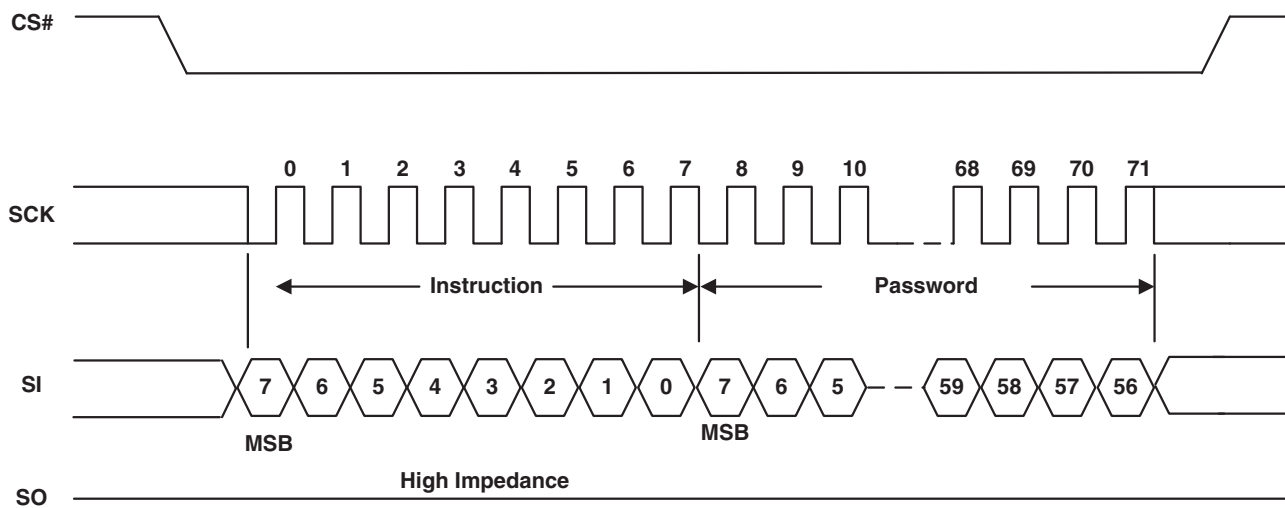 CS#
0 1 2 3 4 5 6 7 8 9 10 68 69 70 71
SCK
Instruction Password
SI 7 6 5 4 3 2 1 0 7 6 5 59 58 57 56
MSB MSB
High Impedance
SO